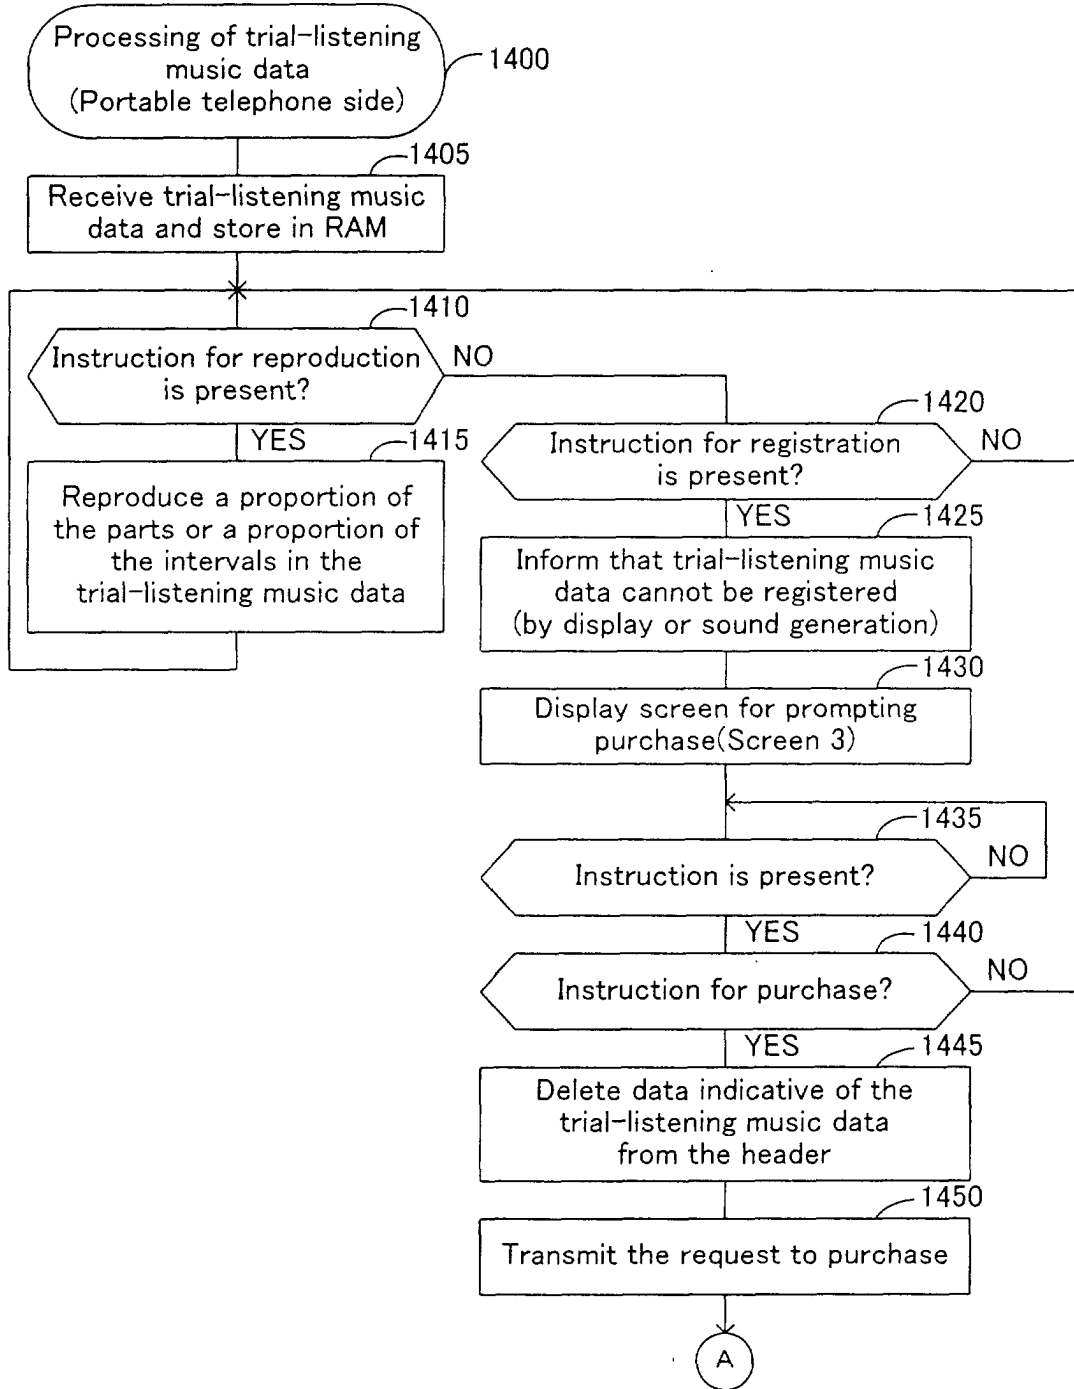 Processing of trial-listening
music data
(Portable telephone side)
1400
1405
Receive trial-listening music
data and store in RAM
1410
Instruction for reproduction
is present?
NO
YES
1415
Reproduce a proportion of
the parts or a proportion of
the intervals in the
trial-listening music data
1420
Instruction for registration
is present?
NO
YES
1425
Inform that trial-listening music
data cannot be registered
(by display or sound generation)
1430
Display screen for prompting
purchase(Screen 3)
1435
Instruction is present?
NO
YES
1440
Instruction for purchase?
NO
YES
1445
Delete data indicative of the
trial-listening music data
from the header
1450
Transmit the request to purchase
A